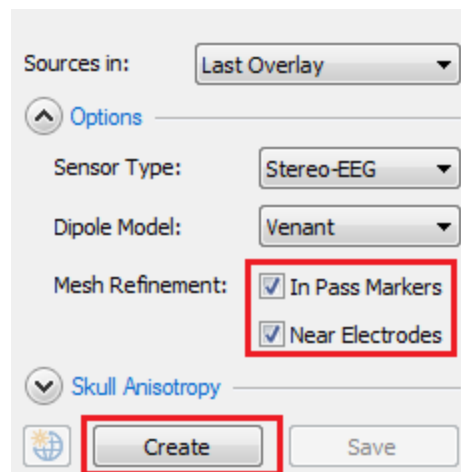 Sources in: Last Overlay
Options
Sensor Type: Stereo-EEG
Dipole Model: Venant
Mesh Refinement: In Pass Markers
Near Electrodes
Skull Anisotropy
Create Save